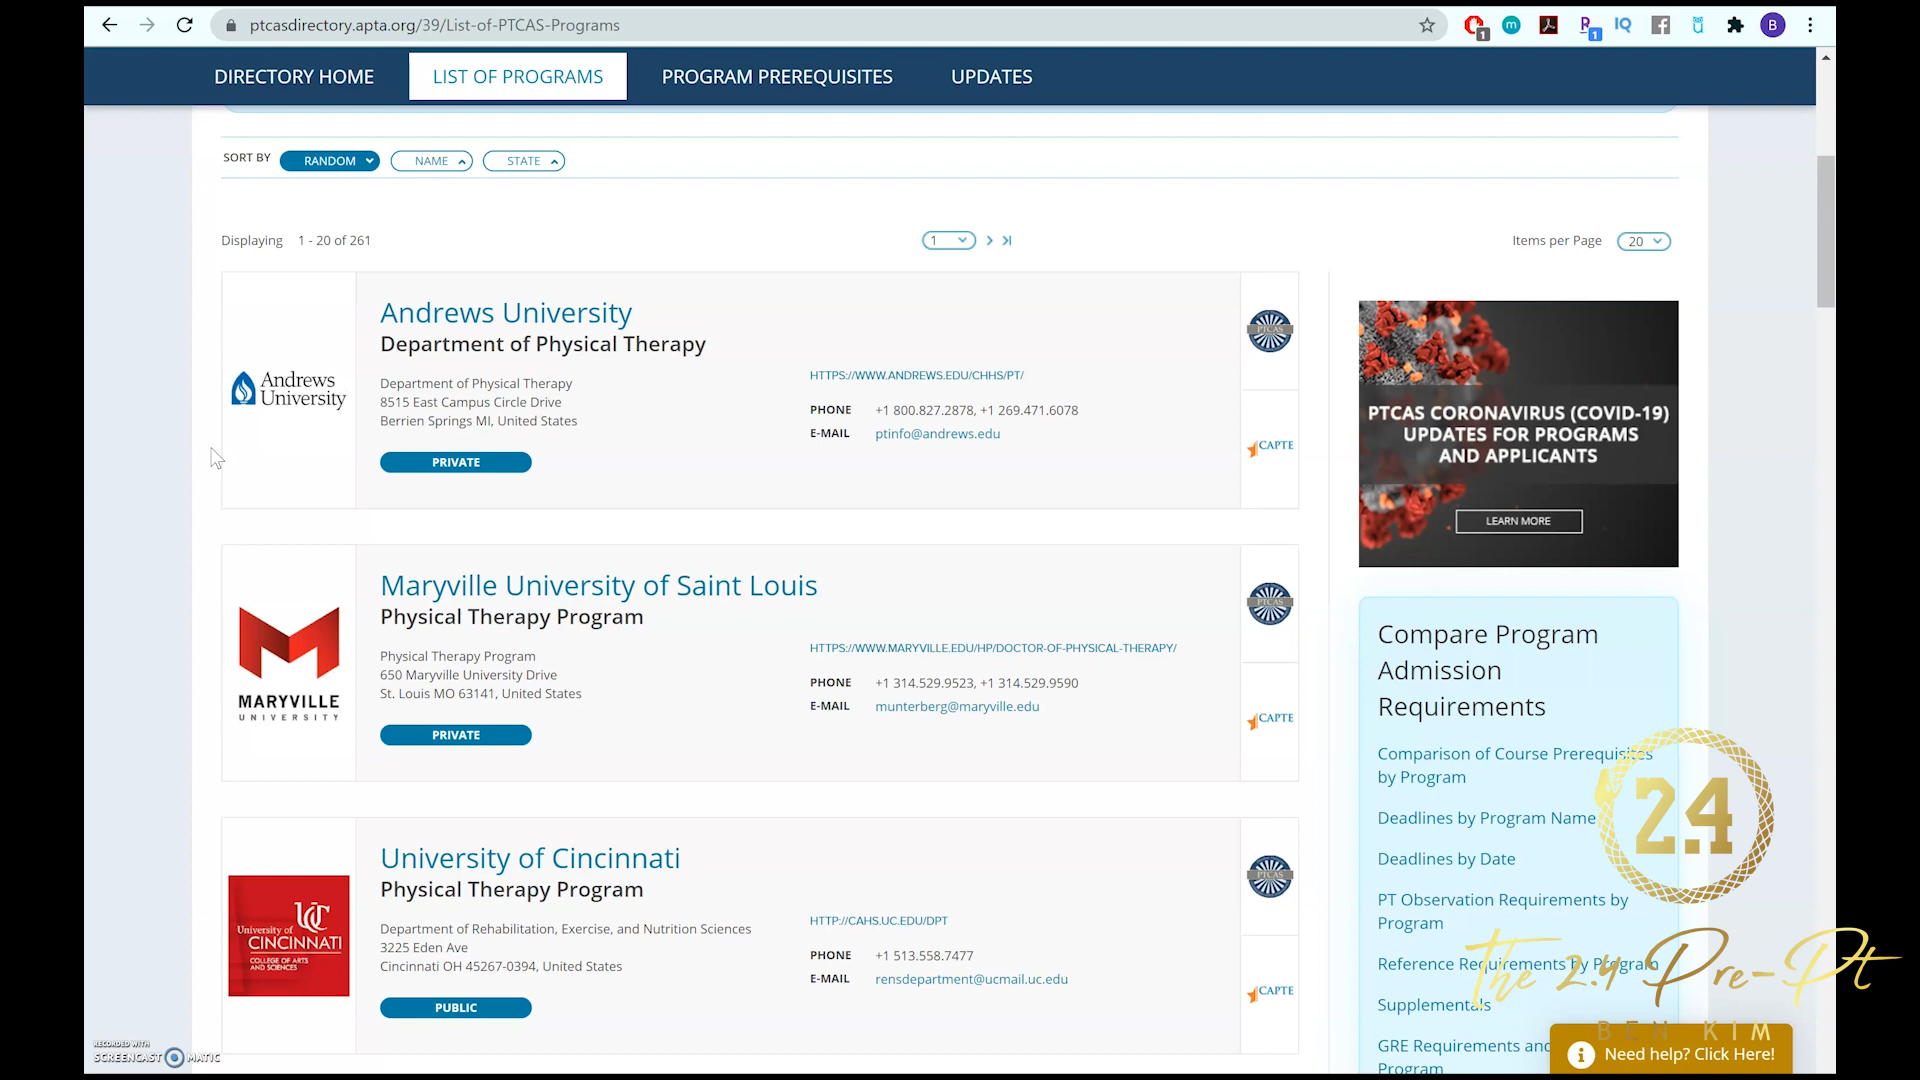 ptcasdirectory.apta.org/39/List-of-PTCAS-Programs
1
1
IQ
B
DIRECTORY HOME
LIST OF PROGRAMS
PROGRAM PREREQUISITES
UPDATES
SORT BY
RANDOM
NAME
STATE
Displaying 1 - 20 of 261
1
Items per Page 20
Andrews University
Andrews University
Department of Physical Therapy
Department of Physical Therapy
8515 East Campus Circle Drive
Berrien Springs MI, United States
HTTPS://WWW.ANDREWS.EDU/CHHS/PT/
PHONE +1 800.827.2878, +1 269.471.6078
E-MAIL ptinfo@andrews.edu
PRIVATE
PTCAS
CAPTE
MARYVILLE
UNIVERSITY
Maryville University of Saint Louis
Physical Therapy Program
Physical Therapy Program
650 Maryville University Drive
St. Louis MO 63141, United States
HTTPS://WWW.MARYVILLE.EDU/HP/DOCTOR-OF-PHYSICAL-THERAPY/
PHONE +1 314.529.9523, +1 314.529.9590
E-MAIL munterberg@maryville.edu
PRIVATE
PTCAS
CAPTE
UC
University of
CINCINNATI
COLLEGE OF ARTS
AND SCIENCES
University of Cincinnati
Physical Therapy Program
Department of Rehabilitation, Exercise, and Nutrition Sciences
3225 Eden Ave
Cincinnati OH 45267-0394, United States
HTTP://CAHS.UC.EDU/DPT
PHONE +1 513.558.7477
E-MAIL rensdepartment@ucmail.uc.edu
PUBLIC
PTCAS
CAPTE
PTCAS CORONAVIRUS (COVID-19)
UPDATES FOR PROGRAMS
AND APPLICANTS
LEARN MORE
Compare Program
Admission
Requirements
Comparison of Course Prerequisites
by Program
Deadlines by Program Name
Deadlines by Date
PT Observation Requirements by
Program
Reference Requirements by Program
Supplementals
GRE Requirements and
Program
2.4
The 2.4 Pre-Pt
BEN KIM
Need help? Click Here!
RECORDED WITH
SCREENCAST MATIC